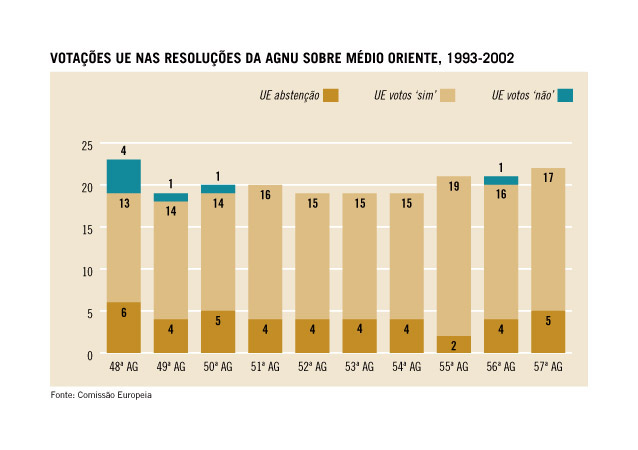 VOTAÇÕES UE NAS RESOLUÇÕES DA AGNU SOBRE MÉDIO ORIENTE, 1993-2002
UE abstenção UE votos ‘sim’ UE votos ‘não’
25
20
15
10
5
0
4 1 1 1
13 14 14 16 15 15 15 19 16 17
6 4 5 4 4 4 4 2 4 5
48ª AG 49ª AG 50ª AG 51ª AG 52ª AG 53ª AG 54ª AG 55ª AG 56ª AG 57ª AG
Fonte: Comissão Europeia